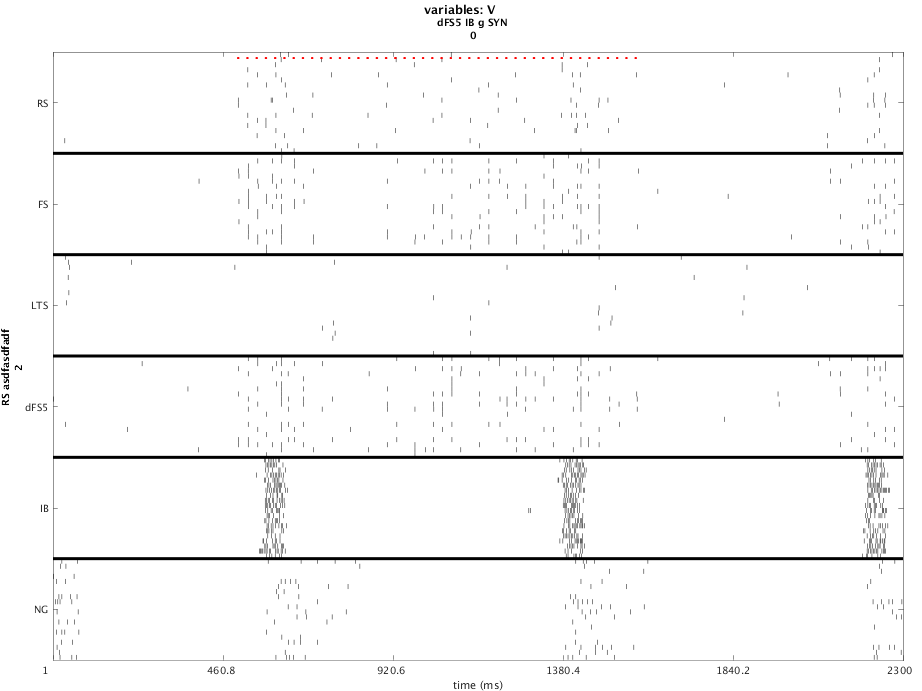 variables: V
dFS5 IB g SYN
0
RS
FS
LTS
dFS5
IB
NG
RS asdfasdfadf
2
1 460.8 920.6 1380.4 1840.2 2300
time (ms)